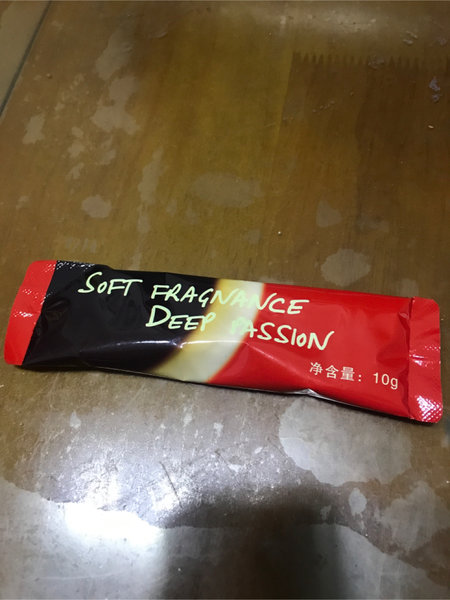 SOFT FRAGNANCE
DEEP PASSION
净含量：10g